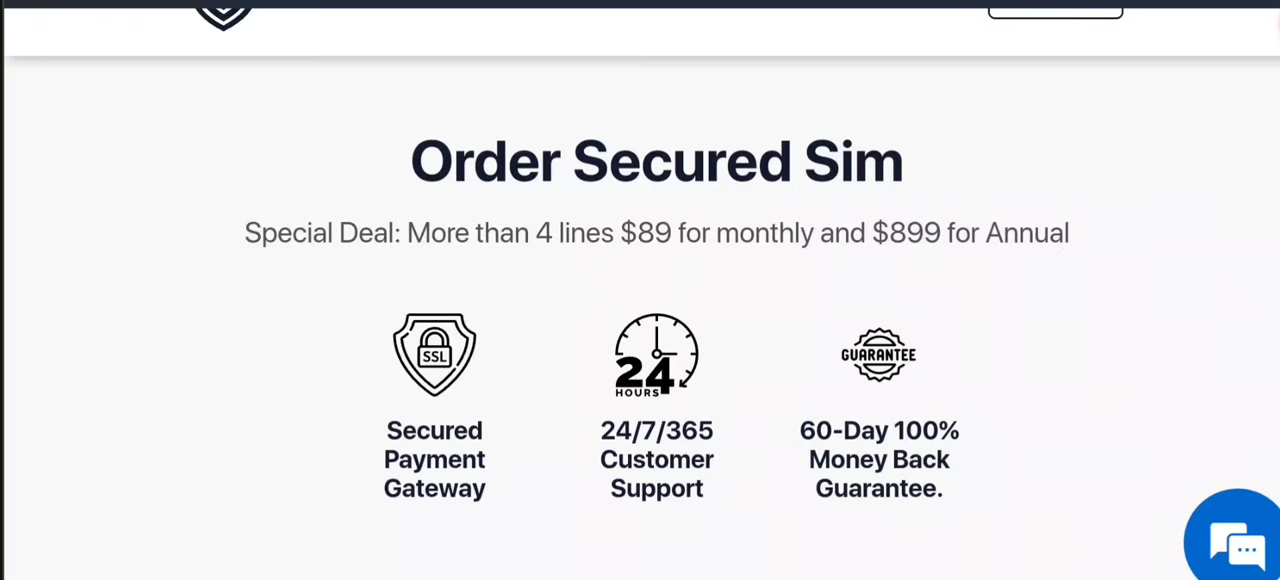 Order Secured Sim
Special Deal: More than 4 lines $89 for monthly and $899 for Annual
SSL
24
HOURS
GUARANTEE
Secured
Payment
Gateway
24/7/365
Customer
Support
60-Day 100%
Money Back
Guarantee.